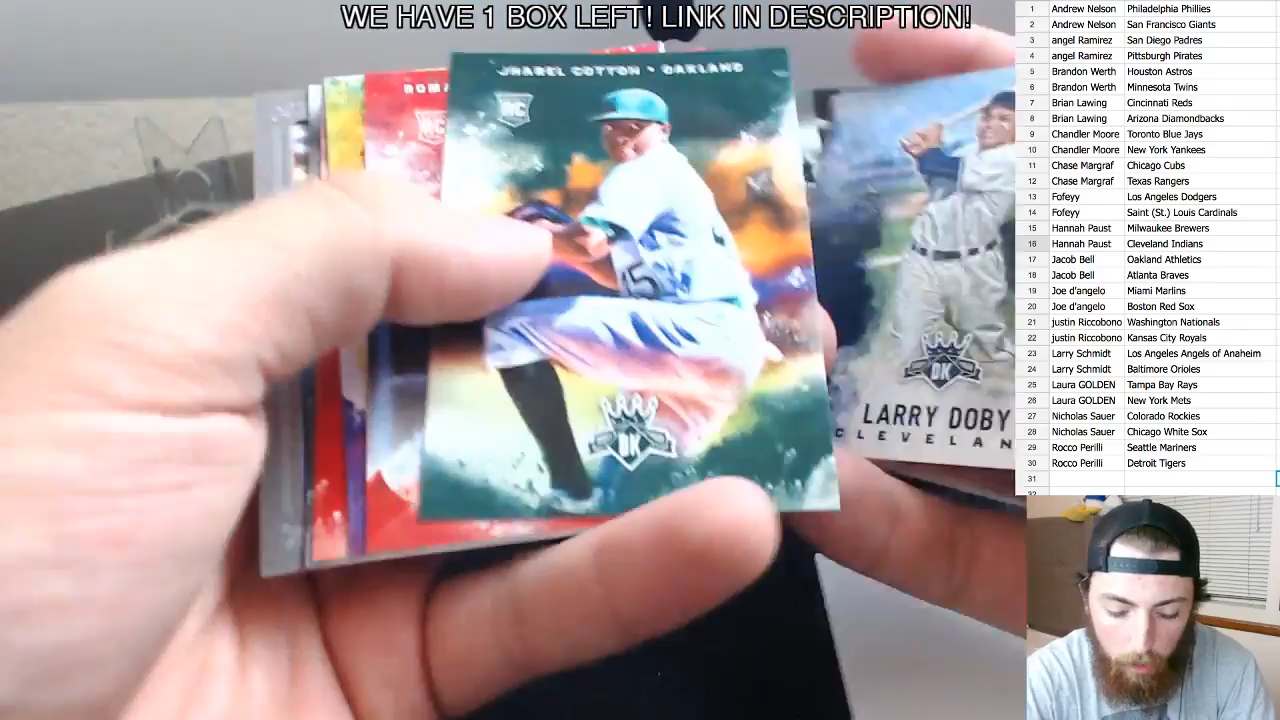 WE HAVE 1 BOX LEFT! LINK IN DESCRIPTION!
JHAREL COTTON • OAKLAND
RC
ROMA
RC
45
DK
DK
LARRY DOBY
CLEVELAN
1 Andrew Nelson Philadelphia Phillies
2 Andrew Nelson San Francisco Giants
3 angel Ramirez San Diego Padres
4 angel Ramirez Pittsburgh Pirates
5 Brandon Werth Houston Astros
6 Brandon Werth Minnesota Twins
7 Brian Lawing Cincinnati Reds
8 Brian Lawing Arizona Diamondbacks
9 Chandler Moore Toronto Blue Jays
10 Chandler Moore New York Yankees
11 Chase Margraf Chicago Cubs
12 Chase Margraf Texas Rangers
13 Fofeyy Los Angeles Dodgers
14 Fofeyy Saint (St.) Louis Cardinals
15 Hannah Paust Milwaukee Brewers
16 Hannah Paust Cleveland Indians
17 Jacob Bell Oakland Athletics
18 Jacob Bell Atlanta Braves
19 Joe d'angelo Miami Marlins
20 Joe d'angelo Boston Red Sox
21 justin Riccobono Washington Nationals
22 justin Riccobono Kansas City Royals
23 Larry Schmidt Los Angeles Angels of Anaheim
24 Larry Schmidt Baltimore Orioles
25 Laura GOLDEN Tampa Bay Rays
26 Laura GOLDEN New York Mets
27 Nicholas Sauer Colorado Rockies
28 Nicholas Sauer Chicago White Sox
29 Rocco Perilli Seattle Mariners
30 Rocco Perilli Detroit Tigers
31